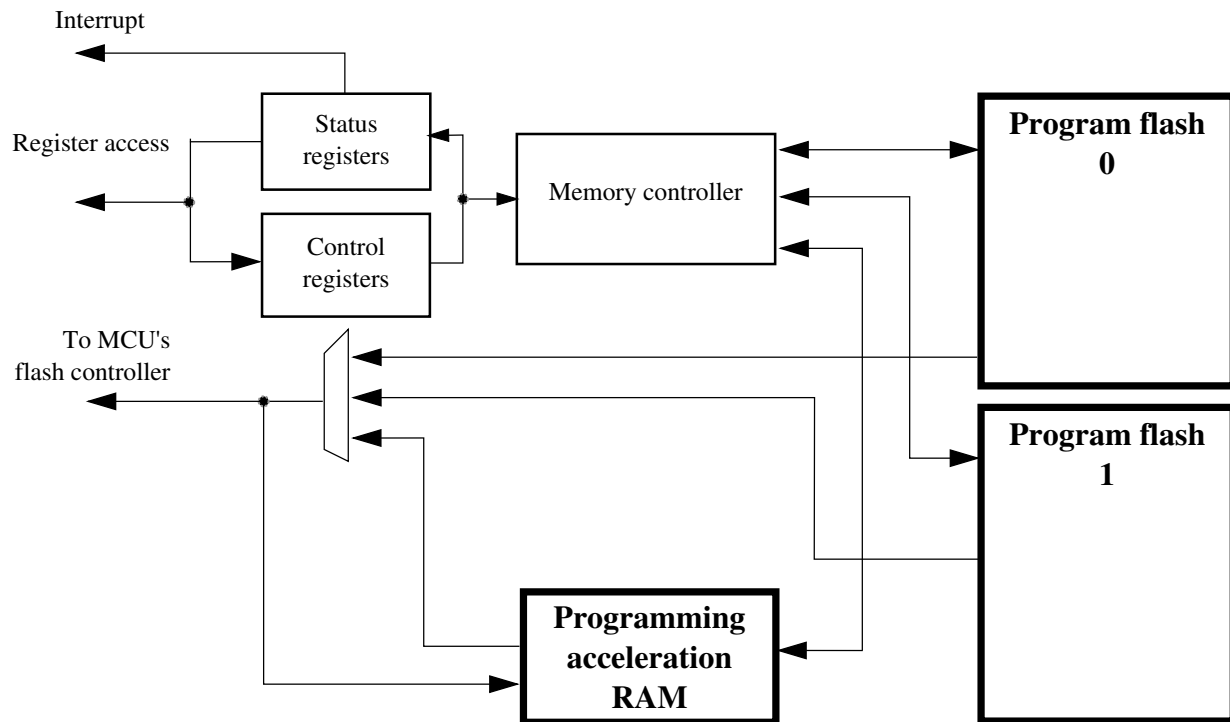 Interrupt
Register access
Status
registers
Control
registers
Memory controller
Program flash
0
To MCU's
flash controller
Program flash
1
Programming
acceleration
RAM